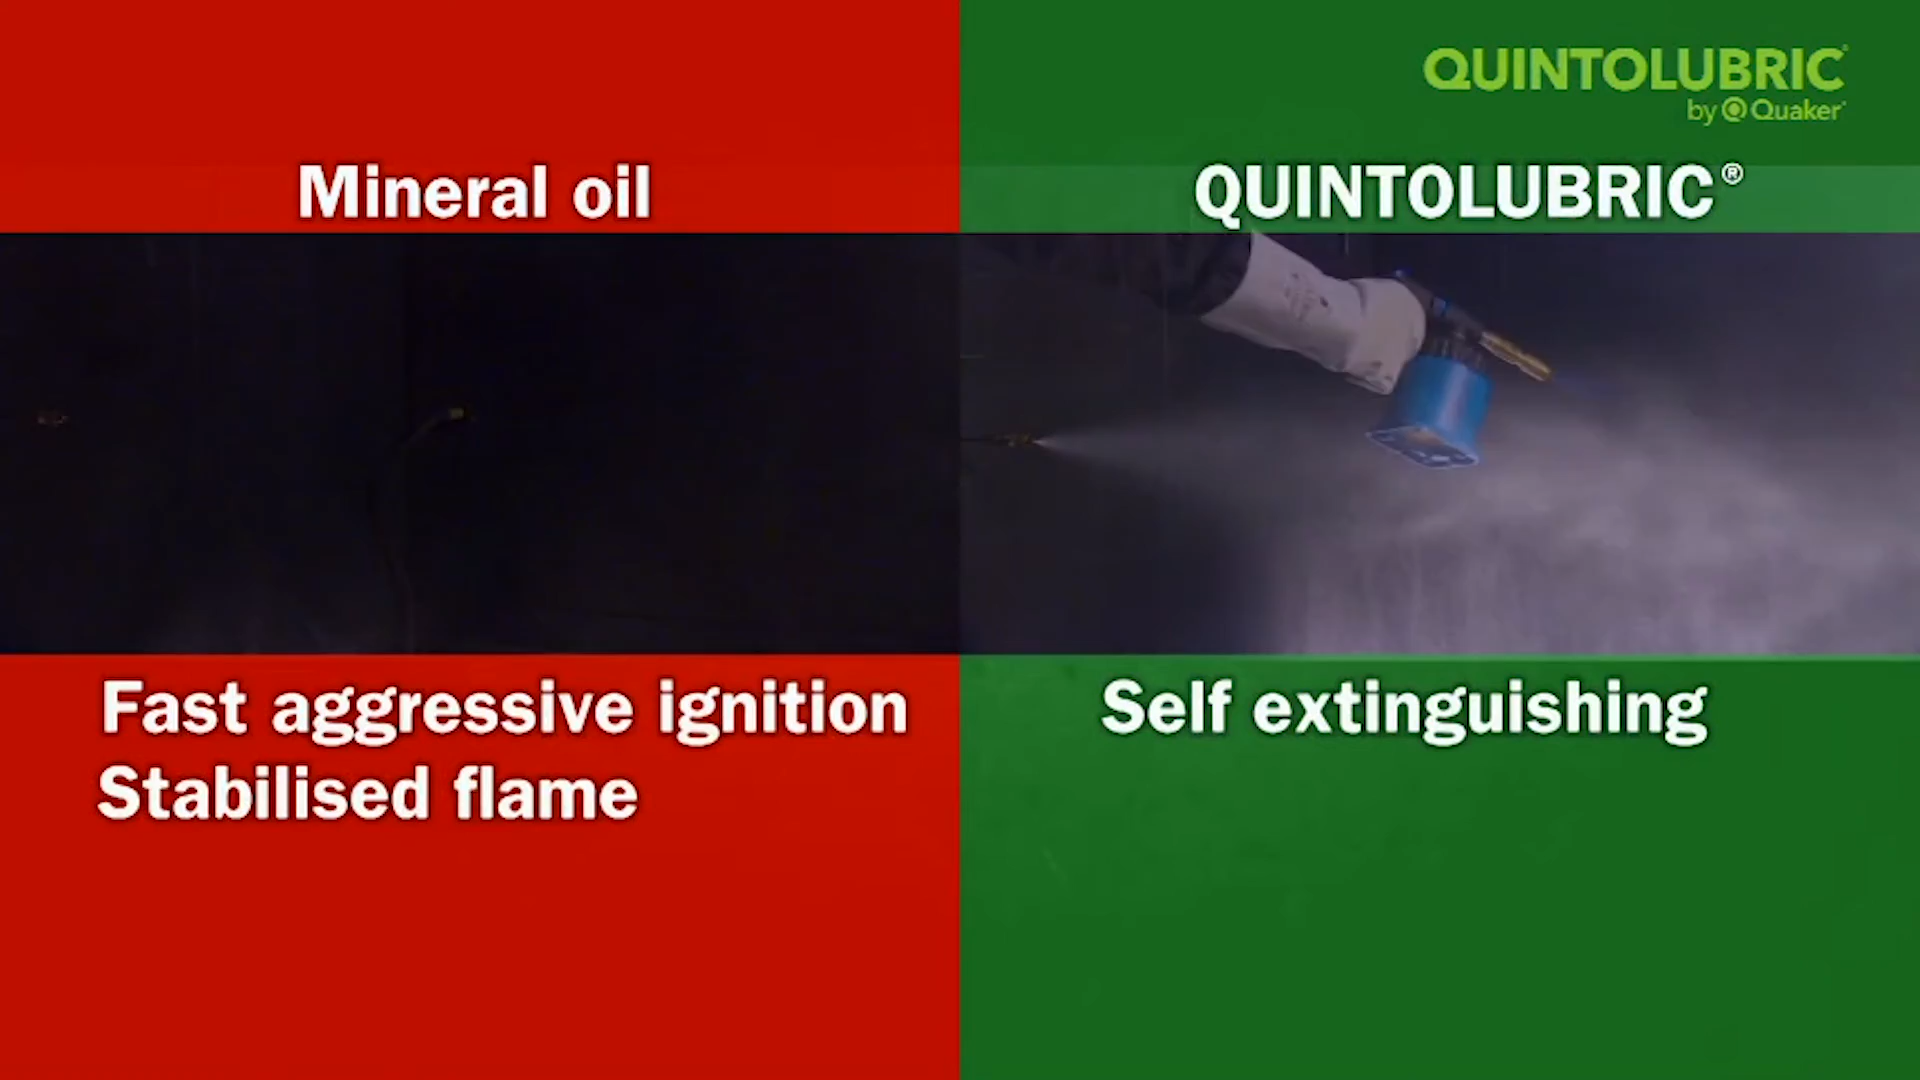 QUINTOLUBRIC®
by Quaker®
Mineral oil
QUINTOLUBRIC®
Fast aggressive ignition
Stabilised flame
Self extinguishing